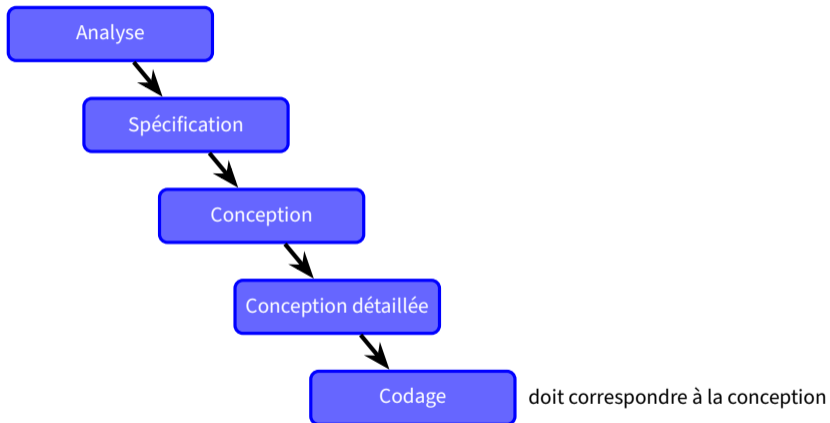 Analyse
Spécification
Conception
Conception détaillée
Codage
doit correspondre à la conception